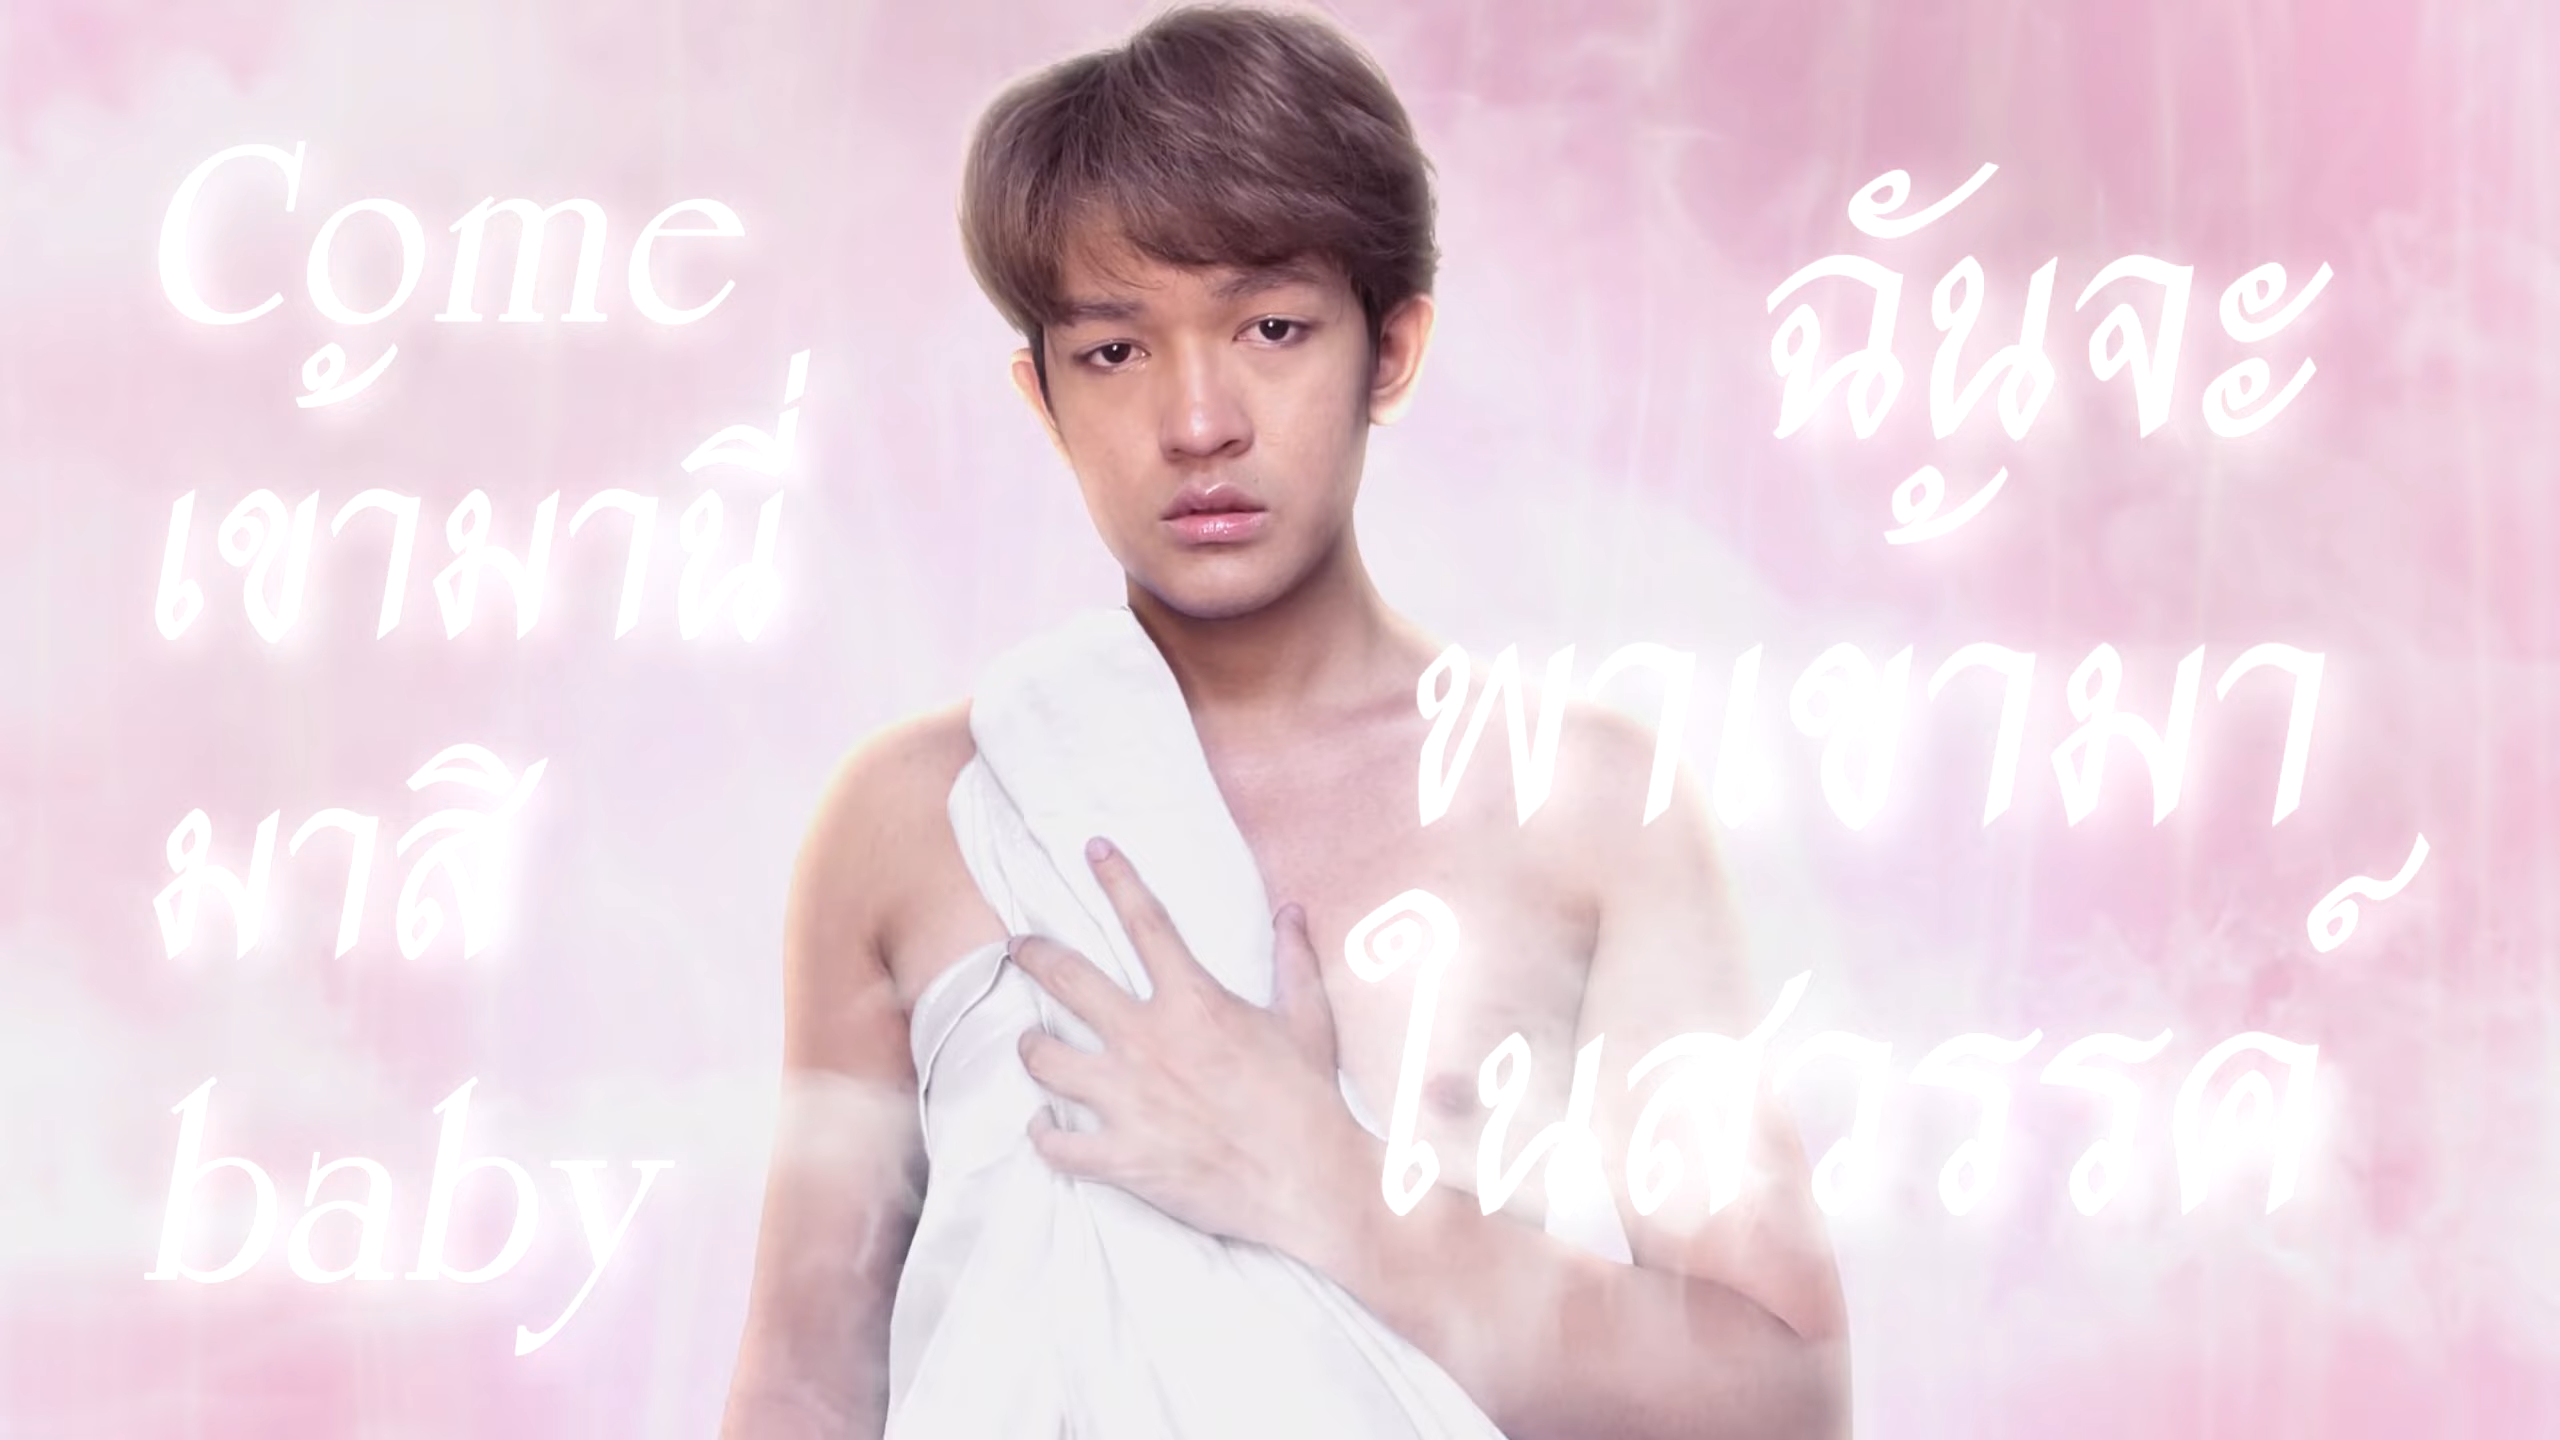 Come
เข้ามานี่
มาสิ
baby
ฉันจะ
พาเข้ามา
ในสวรรค์